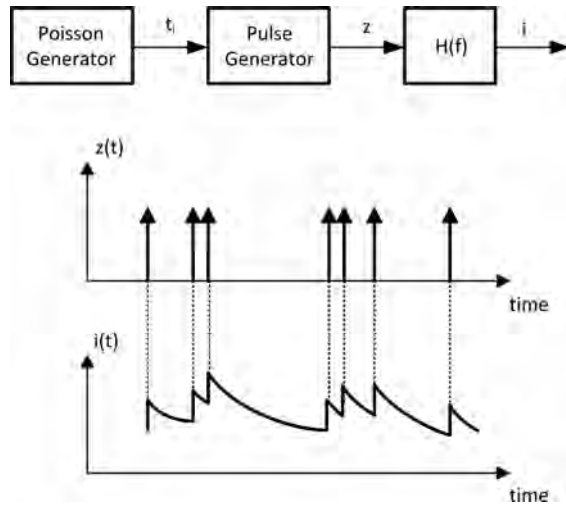 Poisson
Generator
tᵢ
Pulse
Generator
z
H(f)
i
z(t)
time
i(t)
time